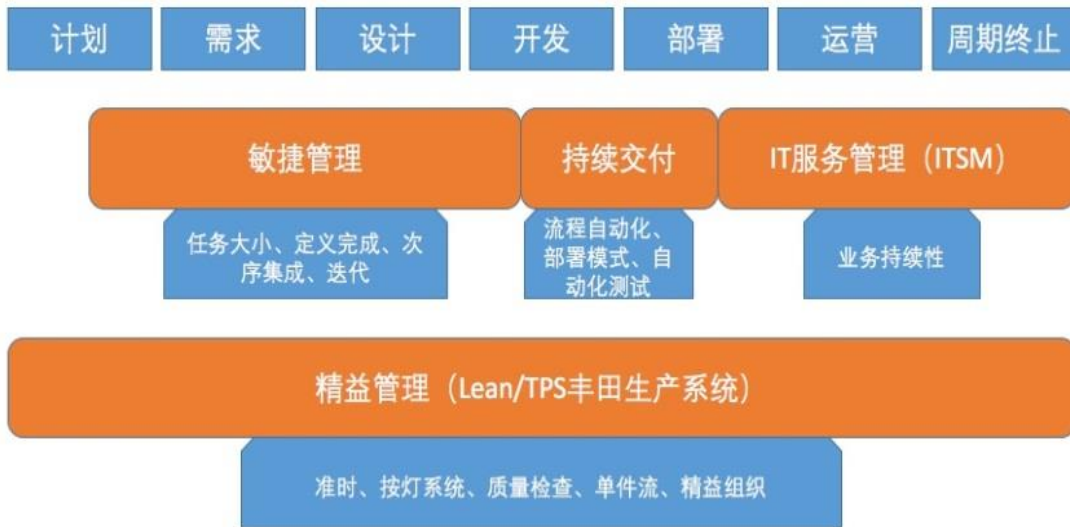 计划 需求 设计 开发 部署 运营 周期终止
敏捷管理 持续交付 IT服务管理（ITSM）
任务大小、定义完成、次
序集成、迭代
流程自动化、
部署模式、自
动化测试
业务持续性
精益管理（Lean/TPS丰田生产系统）
准时、按灯系统、质量检查、单件流、精益组织